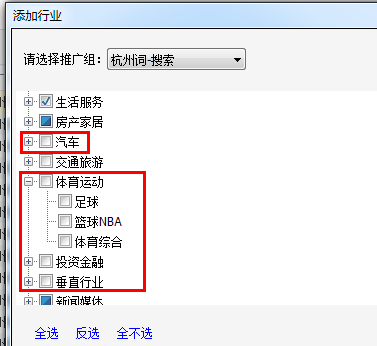 添加行业
请选择推广组： 杭州词-搜索
生活服务
房产家居
汽车
交通旅游
体育运动
足球
篮球NBA
体育综合
投资金融
垂直行业
新闻媒体
全选 反选 全不选